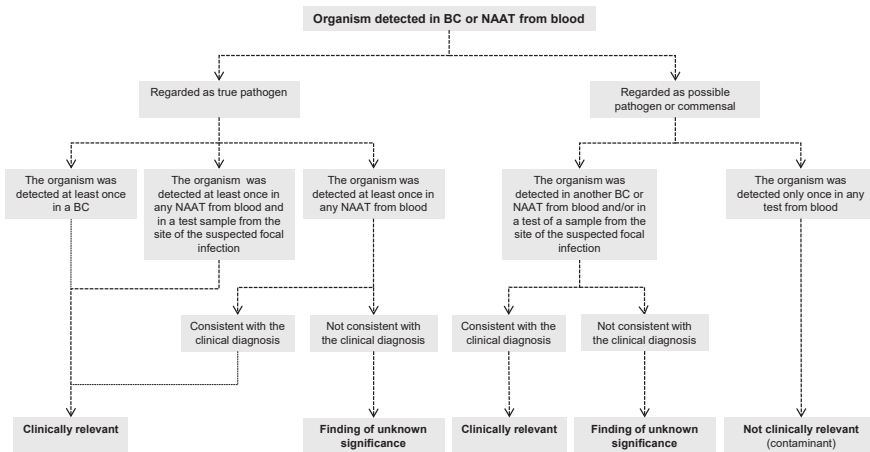 Organism detected in BC or NAAT from blood
Regarded as true pathogen
Regarded as possible
pathogen or commensal
The organism was
detected at least once
in a BC
The organism was
detected at least once in
any NAAT from blood and
in a test sample from the
site of the suspected focal
infection
The organism was
detected at least once in
any NAAT from blood
The organism was
detected in another BC or
NAAT from blood and/or in
a test of a sample from the
site of the suspected focal
infection
The organism was
detected only once in any
test from blood
Consistent with the
clinical diagnosis
Not consistent with
the clinical diagnosis
Consistent with the
clinical diagnosis
Not consistent with
the clinical diagnosis
Clinically relevant
Finding of unknown
significance
Clinically relevant
Finding of unknown
significance
Not clinically relevant
(contaminant)